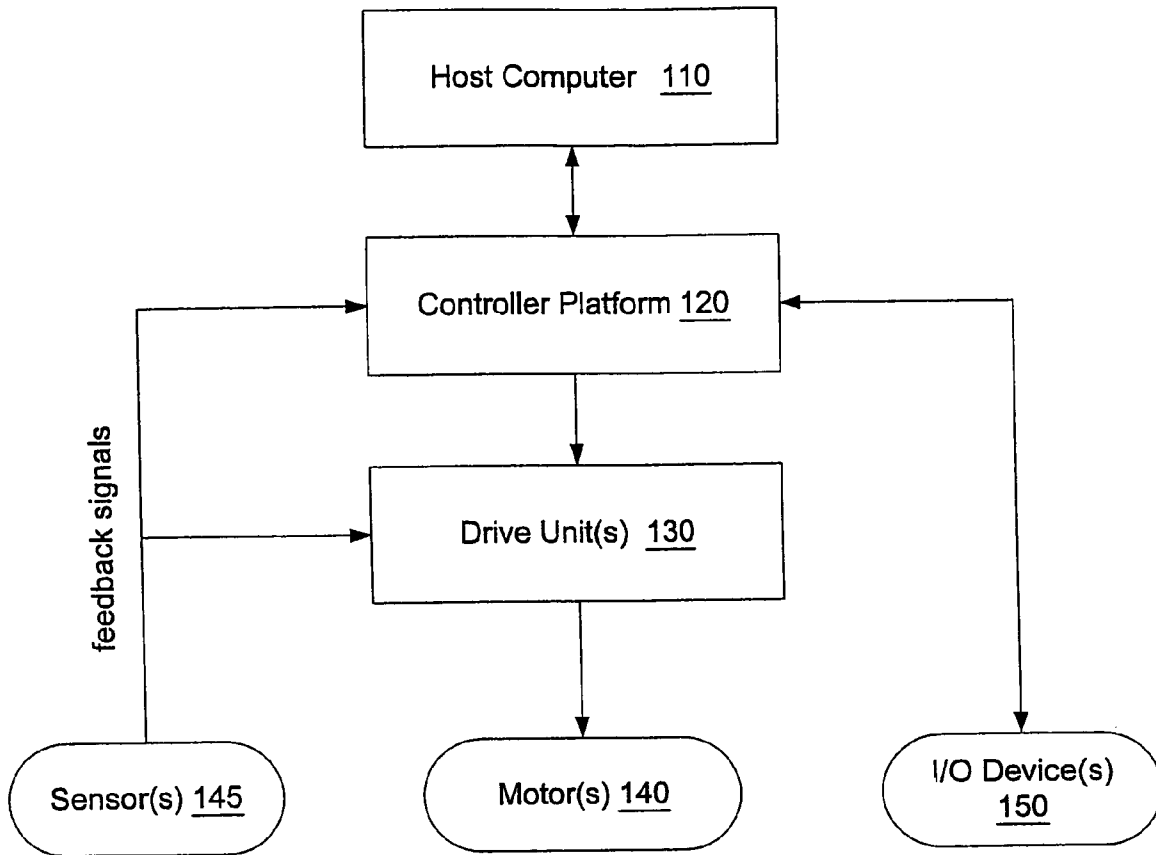 Host Computer 110
Controller Platform 120
feedback signals
Drive Unit(s) 130
Sensor(s) 145
Motor(s) 140
I/O Device(s)
150